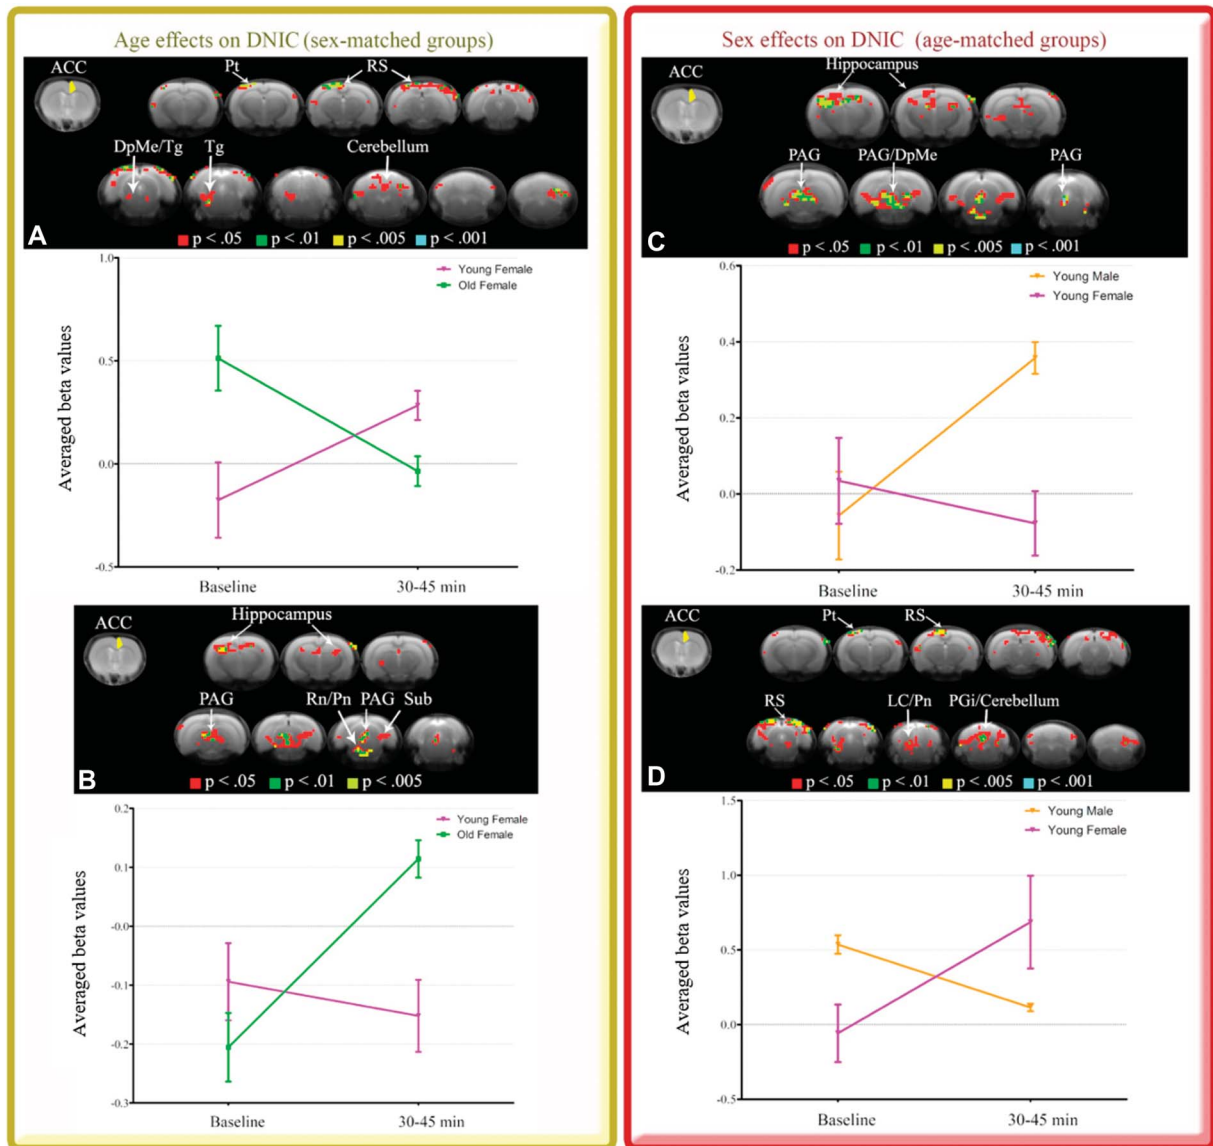 Age effects on DNIC (sex-matched groups)
ACC
Pt
RS
DpMe/Tg
Tg
Cerebellum
A
p < .05
p < .01
p < .005
p < .001
1.0
0.5
0.0
-0.5
Averaged beta values
Young Female
Old Female
Baseline
30-45 min
ACC
Hippocampus
PAG
Rn/Pn
PAG
Sub
B
p < .05
p < .01
p < .005
0.2
0.1
-0.0
-0.1
-0.2
-0.3
Averaged beta values
Young Female
Old Female
Baseline
30-45 min
Sex effects on DNIC (age-matched groups)
ACC
Hippocampus
PAG
PAG/DpMe
PAG
C
p < .05
p < .01
p < .005
p < .001
0.6
0.4
0.2
0.0
-0.2
Averaged beta values
Young Male
Young Female
Baseline
30-45 min
ACC
Pt
RS
RS
LC/Pn
PGi/Cerebellum
D
p < .05
p < .01
p < .005
p < .001
1.5
1.0
0.5
0.0
-0.5
Averaged beta values
Young Male
Young Female
Baseline
30-45 min